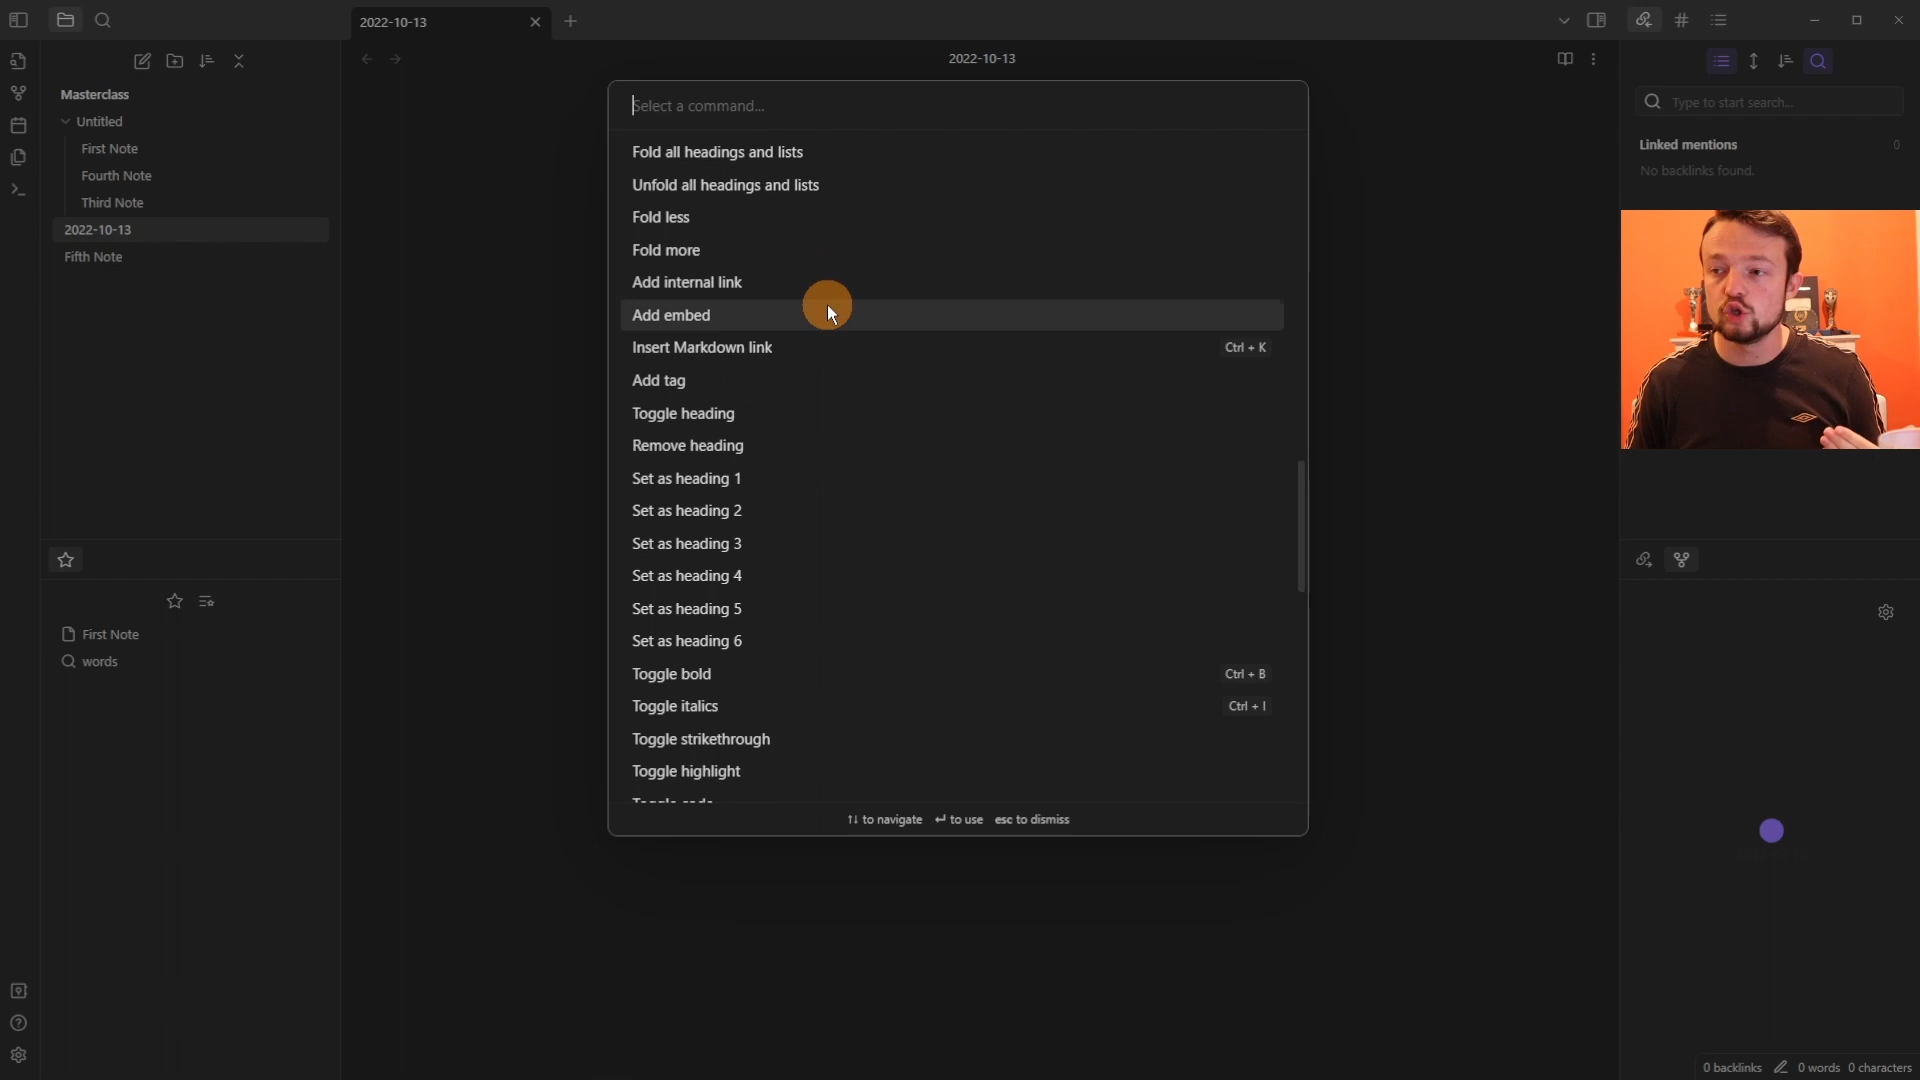 2022-10-13
2022-10-13
Masterclass
Untitled
First Note
Fourth Note
Third Note
2022-10-13
Fifth Note
First Note
words
Select a command...
Fold all headings and lists
Unfold all headings and lists
Fold less
Fold more
Add internal link
Add embed
Insert Markdown link Ctrl + K
Add tag
Toggle heading
Remove heading
Set as heading 1
Set as heading 2
Set as heading 3
Set as heading 4
Set as heading 5
Set as heading 6
Toggle bold Ctrl + B
Toggle italics Ctrl + I
Toggle strikethrough
Toggle highlight
↑↓ to navigate ↵ to use esc to dismiss
Type to start search...
Linked mentions 0
No backlinks found.
0 backlinks 0 words 0 characters